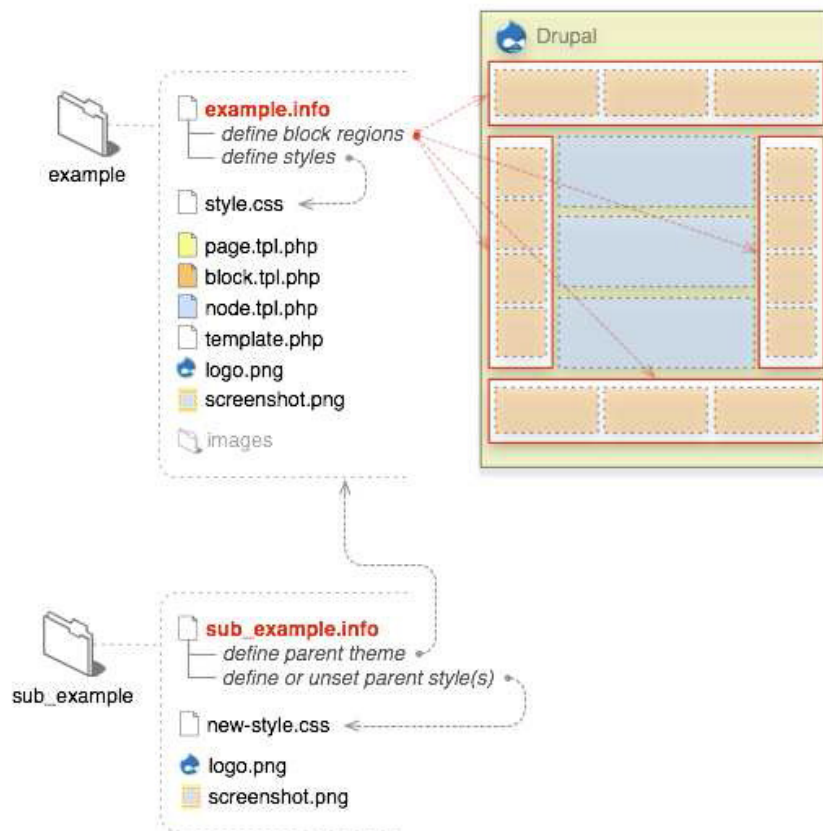 Drupal
example.info
define block regions
define styles
example
style.css
page.tpl.php
block.tpl.php
node.tpl.php
template.php
logo.png
screenshot.png
images
sub_example.info
define parent theme
define or unset parent style(s)
sub_example
new-style.css
logo.png
screenshot.png